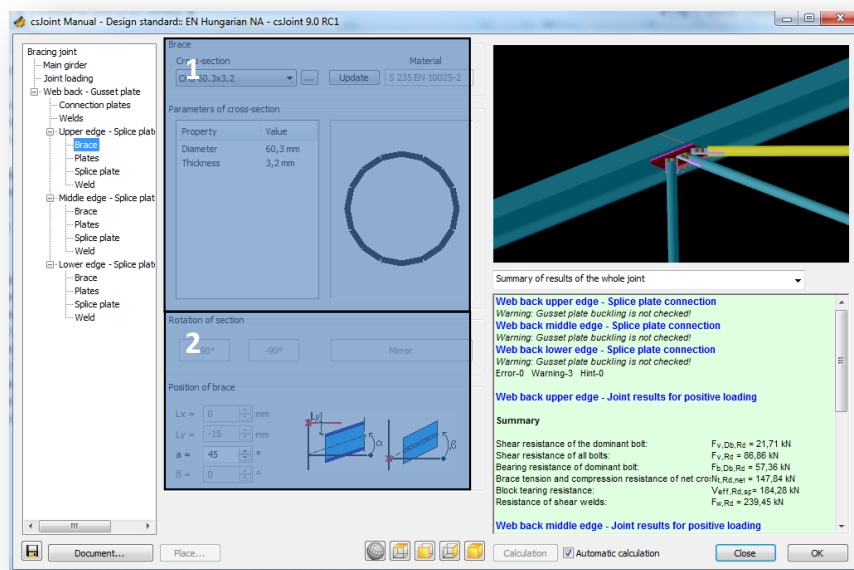 csJoint Manual - Design standard:: EN Hungarian NA - csJoint 9.0 RC1
Bracing joint
Main girder
Joint loading
Web back - Gusset plate
Connection plates
Welds
Upper edge - Splice plat
Brace
Plates
Splice plate
Weld
Middle edge - Splice plat
Brace
Plates
Splice plate
Weld
Lower edge - Splice plat
Brace
Plates
Splice plate
Weld
Brace
Cross-section
Material
1
60.3x3.2
...
Update
S 235 EN 10025-2
Parameters of cross-section
Property Value
Diameter 60,3 mm
Thickness 3,2 mm
Rotation of section
2
90°
-90°
Mirror
Position of brace
Lx = 0 mm
Ly = -15 mm
a = 45 °
β = 0 °
Ly
α
β
Summary of results of the whole joint
Web back upper edge - Splice plate connection
Warning: Gusset plate buckling is not checked!
Web back middle edge - Splice plate connection
Warning: Gusset plate buckling is not checked!
Web back lower edge - Splice plate connection
Warning: Gusset plate buckling is not checked!
Error-0 Warning-3 Hint-0
Web back upper edge - Joint results for positive loading
Summary
Shear resistance of the dominant bolt: Fv,Db,Rd = 21,71 kN
Shear resistance of all bolts: Fv,Rd = 86,86 kN
Bearing resistance of dominant bolt: Fb,Db,Rd = 57,36 kN
Brace tension and compression resistance of net cros Nt,Rd,net = 147,84 kN
Block tearing resistance: Veff,Rd,sp = 184,28 kN
Resistance of shear welds: Fw,Rd = 239,45 kN
Web back middle edge - Joint results for positive loading
Document...
Place...
Calculation
Automatic calculation
Close
OK